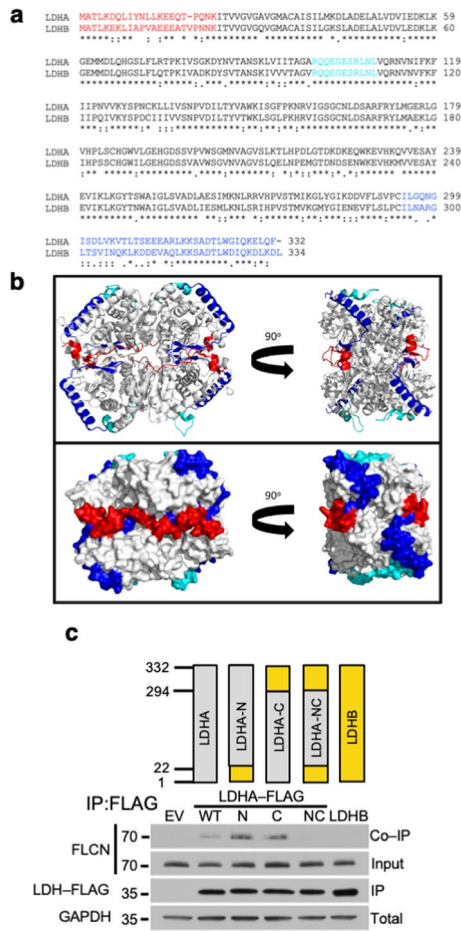 a
LDHA MATLKDQLIYNLLKEEQT-PQNKITVVGVGAVGMACAISILMKDLADELALVDVIEDKLK 59
LDHB MATLKEKLIAPVAEEEATVPNNKITVVGVGQVGMACAISILGKSLADELALVDVLEDKLK 60
LDHA GEMMDLQHGSLFLRTPKIVSGKDYNVTANSKLVIITAGARQQEGESRLNLVQRNVNIFKF 119
LDHB GEMMDLQHGSLFLQTPKIVADKDYSVTANSKIVVVTAGVRQQEGESRLNLVQRNVNVFKF 120
LDHA IIPNVVKYSPNCKLLIVSNPVDILTYVAWKISGFPKNRVIGSGCNLDSARFRYLMGERLG 179
LDHB IIPQIVKYSPDCIIIVVSNPVDILTYVTWKLSGLPKHRVIGSGCNLDSARFRYLMAEKLG 180
LDHA VHPLSCHGWVLGEHGDSSVPVWSGMNVAGVSLKTLHPDLGTDKDKEQWKEVHKQVVESAY 239
LDHB IHPSSCHGWILGEHGDSSVAVWSGVNVAGVSLQELNPEMGTDNDSENWKEVHKMVVESAY 240
LDHA EVIKLKGYTSWAIGLSVADLAESIMKNLRRVHPVSTMIKGLYGIKDDVFLSVPCILGQNG 299
LDHB EVIKLKGYTNWAIGLSVADLIESMLKNLSRIHPVSTMVKGMYGIENEVFLSLPCILNARG 300
LDHA ISDLVKVTLTSEEEARLKKSADTLWGIQKELQF- 332
LDHB LTSVINQKLKDDEVAQLKKSADTLWDIQKDLKDL 334
b
90°
90°
c
332
294
22
1
LDHA
LDHA-N
LDHA-C
LDHA-NC
LDHB
IP:FLAG LDHA–FLAG
EV WT N C NC LDHB
FLCN
70 Co–IP
70 Input
LDH–FLAG 35 IP
GAPDH 35 Total